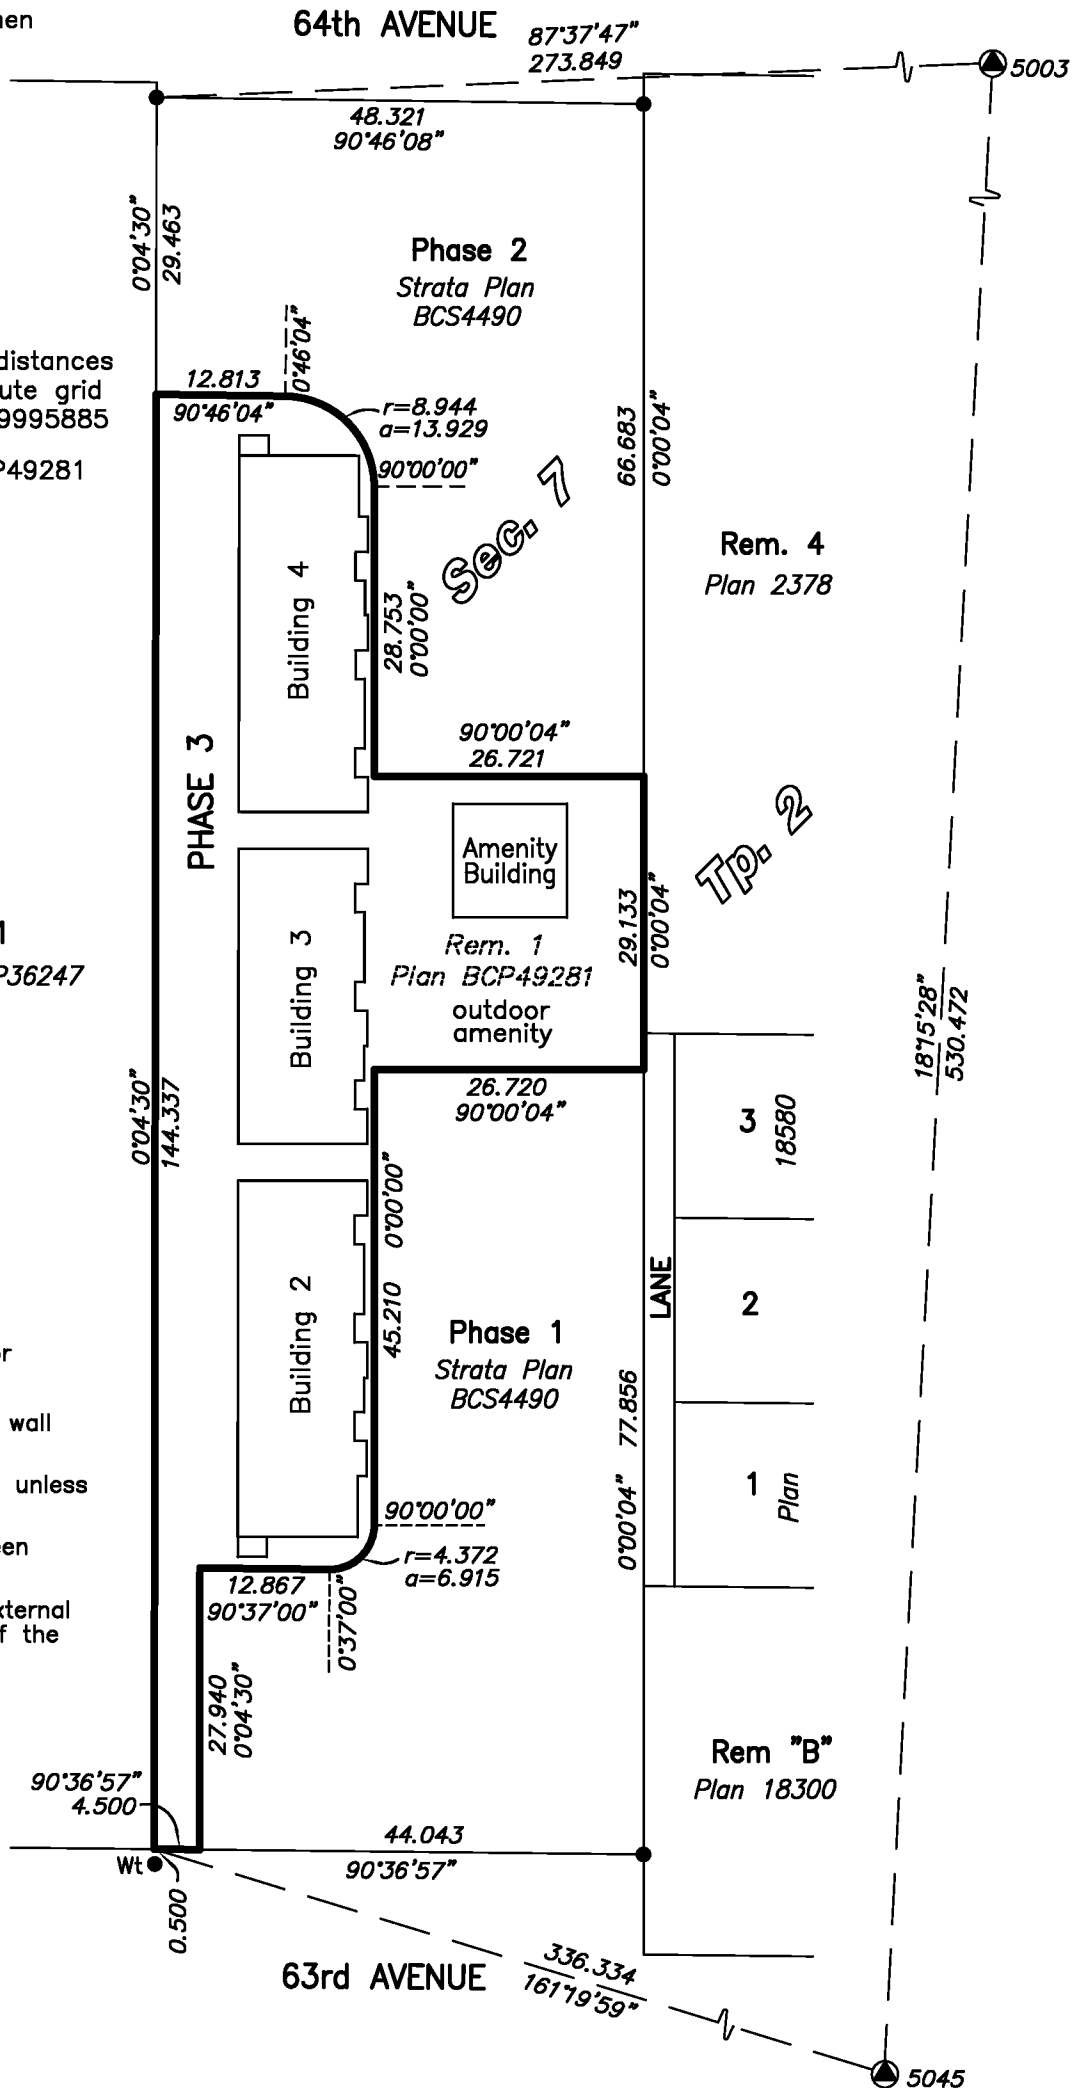 nen
64th AVENUE
87°37'47"
273.849
5003
48.321
90°46'08"
0°04'30"
29.463
Phase 2
Strata Plan
BCS4490
distances
ute grid
9995885
P49281
12.813
90°46'04"
0°46'04"
r=8.944
a=13.929
90°00'00"
66.683
0°00'04"
Sec. 7
Rem. 4
Plan 2378
Building 4
28.753
0°00'00"
PHASE 3
90°00'04"
26.721
Amenity
Building
Tp. 2
29.133
0°00'04"
Rem. 1
Plan BCP49281
outdoor
amenity
1
P36247
Building 3
18°15'28"
530.472
26.720
90°00'04"
0°04'30"
144.337
3
18580
0°00'00"
45.210
Building 2
LANE
2
Phase 1
Strata Plan
BCS4490
or
wall
unless
een
xternal
f the
77.856
0°00'04"
1
Plan
90°00'00"
r=4.372
a=6.915
12.867
90°37'00"
0°37'00"
27.940
0°04'30"
Rem "B"
Plan 18300
90°36'57"
4.500
44.043
90°36'57"
Wt
0.500
63rd AVENUE
336.334
161°19'59"
5045